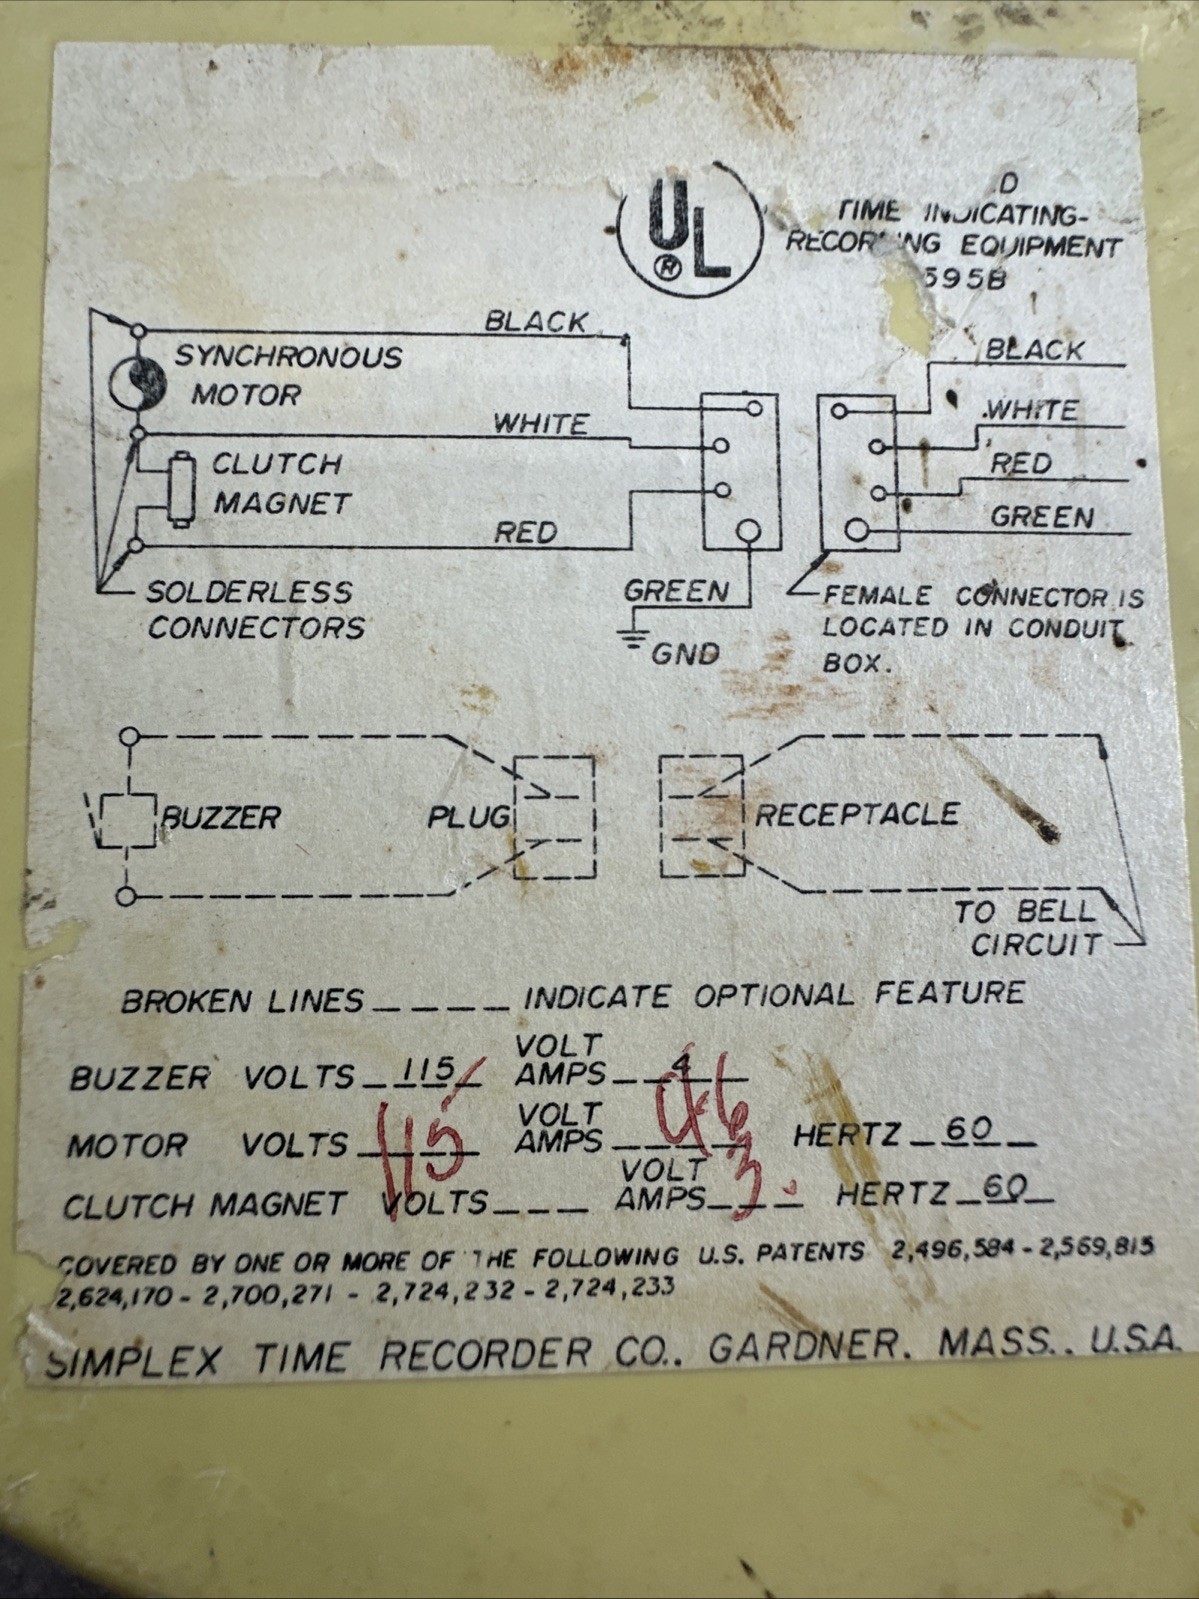 UL
®
TIME INDICATING-
EQUIPMENT
BLACK
SYNCHRONOUS
MOTOR
WHITE
CLUTCH
MAGNET
RED
SOLDERLESS
CONNECTORS
GREEN
GND
BLACK
WHITE
RED
GREEN
FEMALE CONNECTOR IS
LOCATED IN CONDUIT
BOX.
BUZZER
PLUG
RECEPTACLE
TO BELL
CIRCUIT
BROKEN LINES ____ INDICATE OPTIONAL FEATURE
BUZZER VOLTS 115 VOLT AMPS 4
MOTOR VOLTS 115 VOLT AMPS HERTZ 60
CLUTCH MAGNET VOLTS ___ VOLT AMPS 3. HERTZ 60
COVERED BY ONE OR MORE OF THE FOLLOWING U.S. PATENTS 2,496,584 - 2,569,815
2,624,170 - 2,700,271 - 2,724,232 - 2,724,233
SIMPLEX TIME RECORDER CO., GARDNER, MASS., U.S.A.